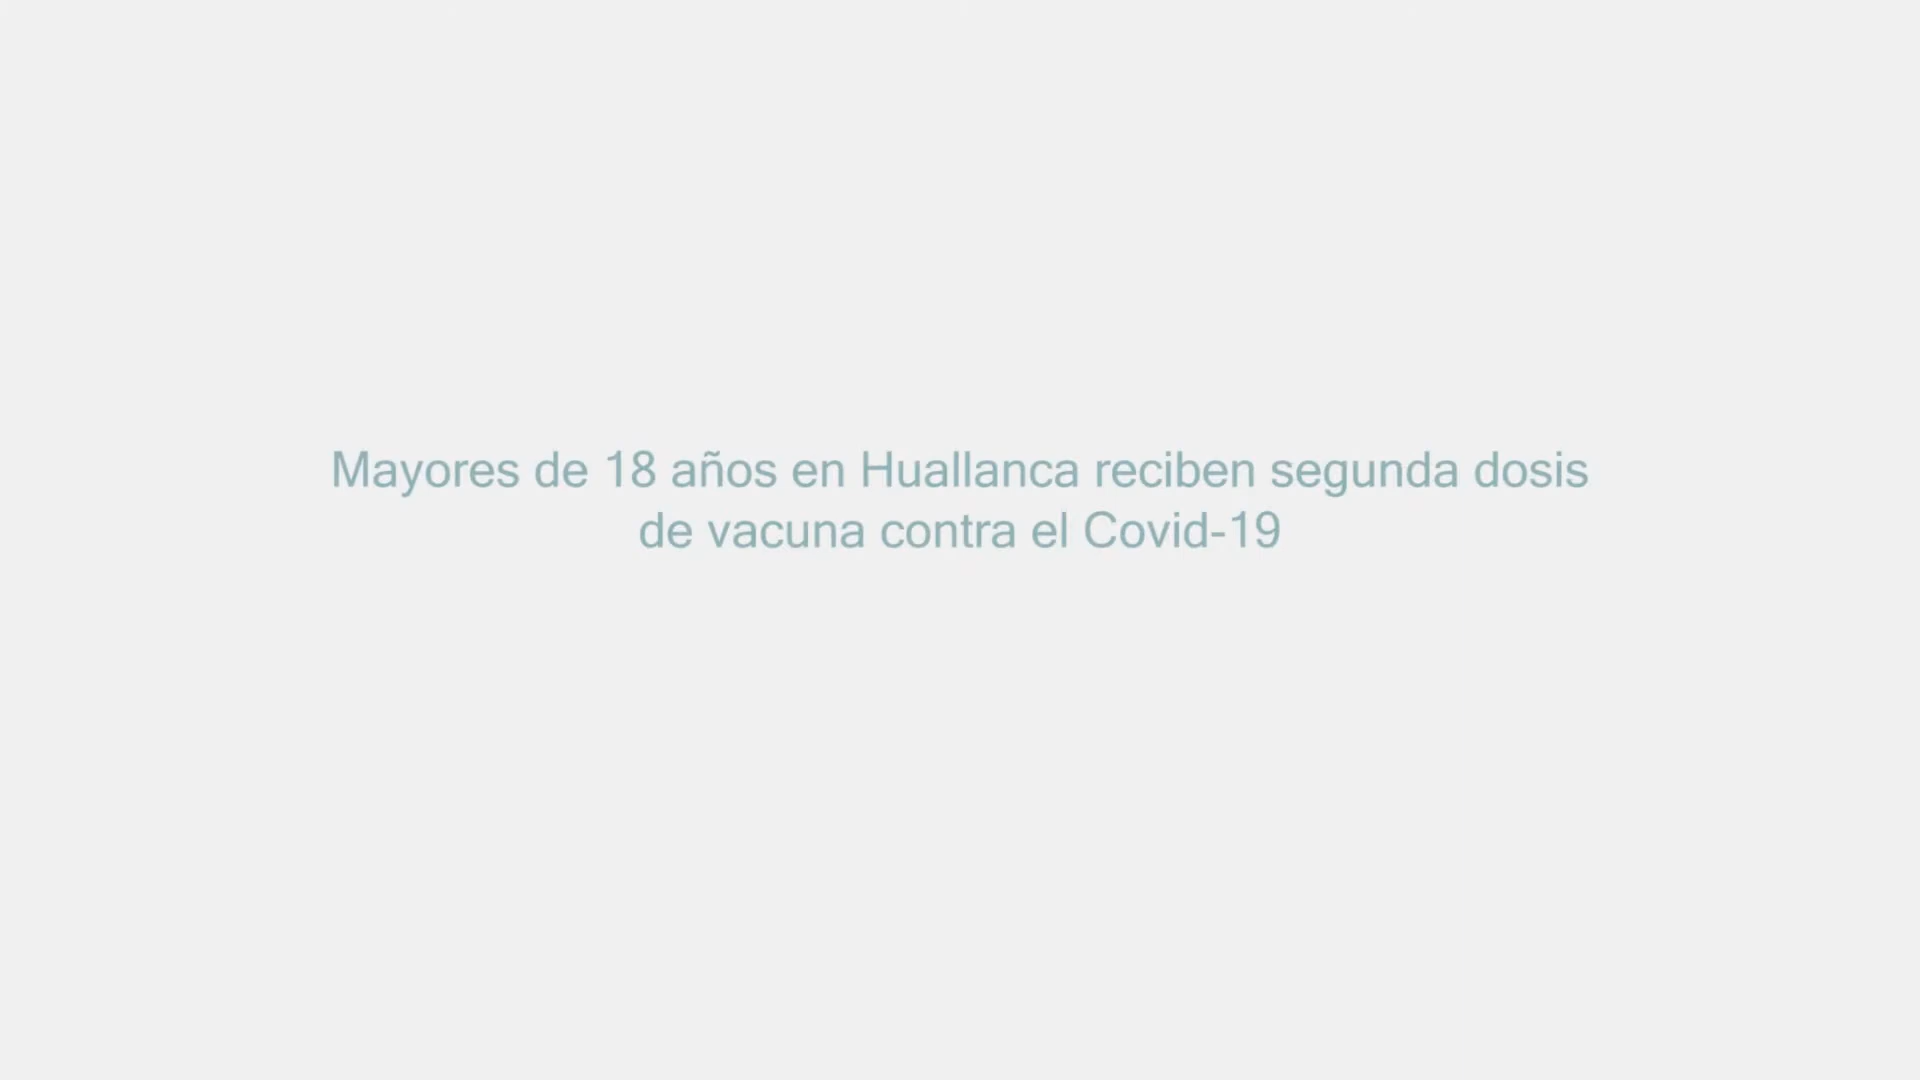 Mayores de 18 años en Huallanca reciben segunda dosis
de vacuna contra el Covid-19